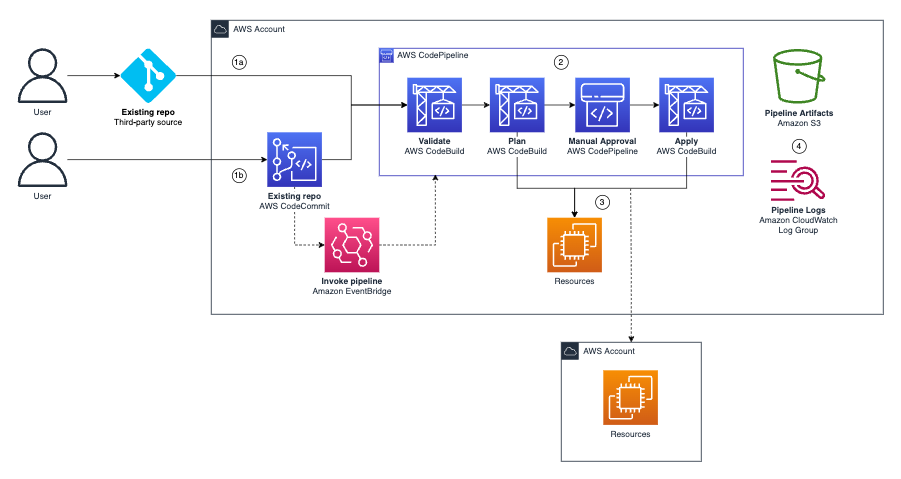 AWS Account
1a
AWS CodePipeline
2
User
Existing repo
Third-party source
Validate
AWS CodeBuild
Plan
AWS CodeBuild
Manual Approval
AWS CodePipeline
Apply
AWS CodeBuild
Pipeline Artifacts
Amazon S3
4
User
1b
Existing repo
AWS CodeCommit
3
Pipeline Logs
Amazon CloudWatch
Log Group
Invoke pipeline
Amazon EventBridge
Resources
AWS Account
Resources